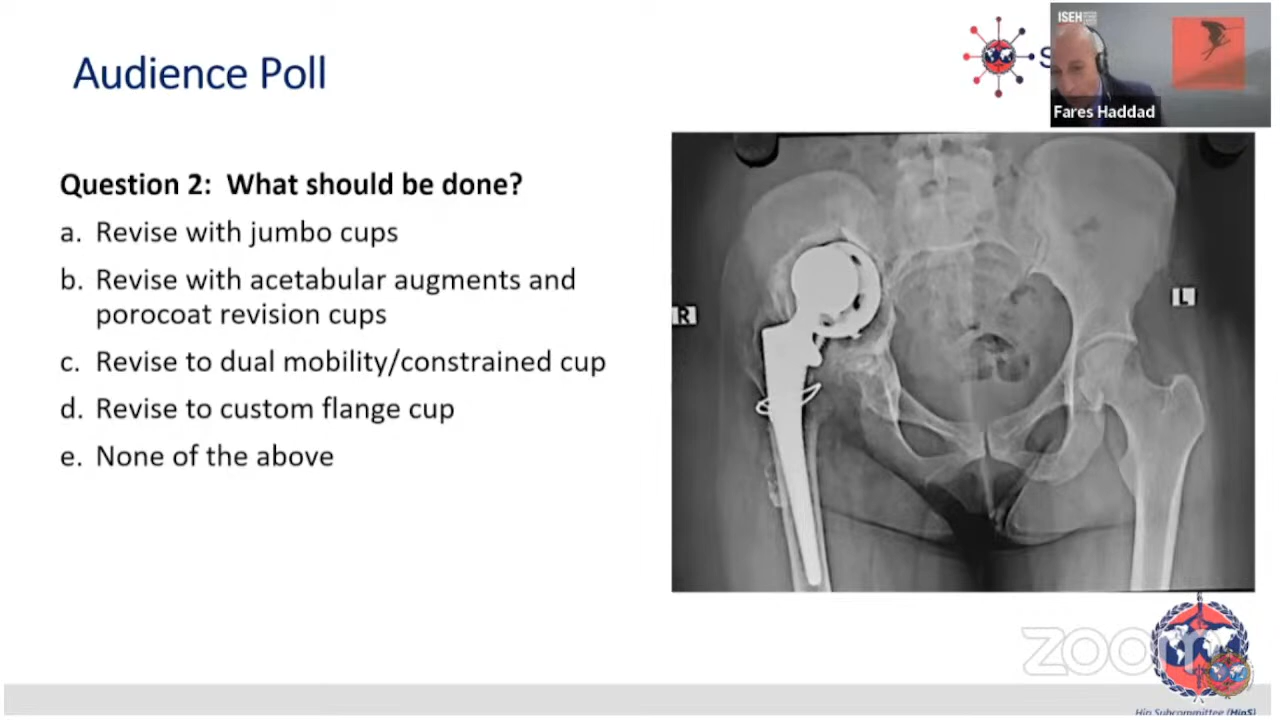 Audience Poll
S
ISEH
Fares Haddad
Question 2: What should be done?
a. Revise with jumbo cups
b. Revise with acetabular augments and
porocoat revision cups
c. Revise to dual mobility/constrained cup
d. Revise to custom flange cup
e. None of the above
R
L
zoom
Hip Subcommittee (HipS)